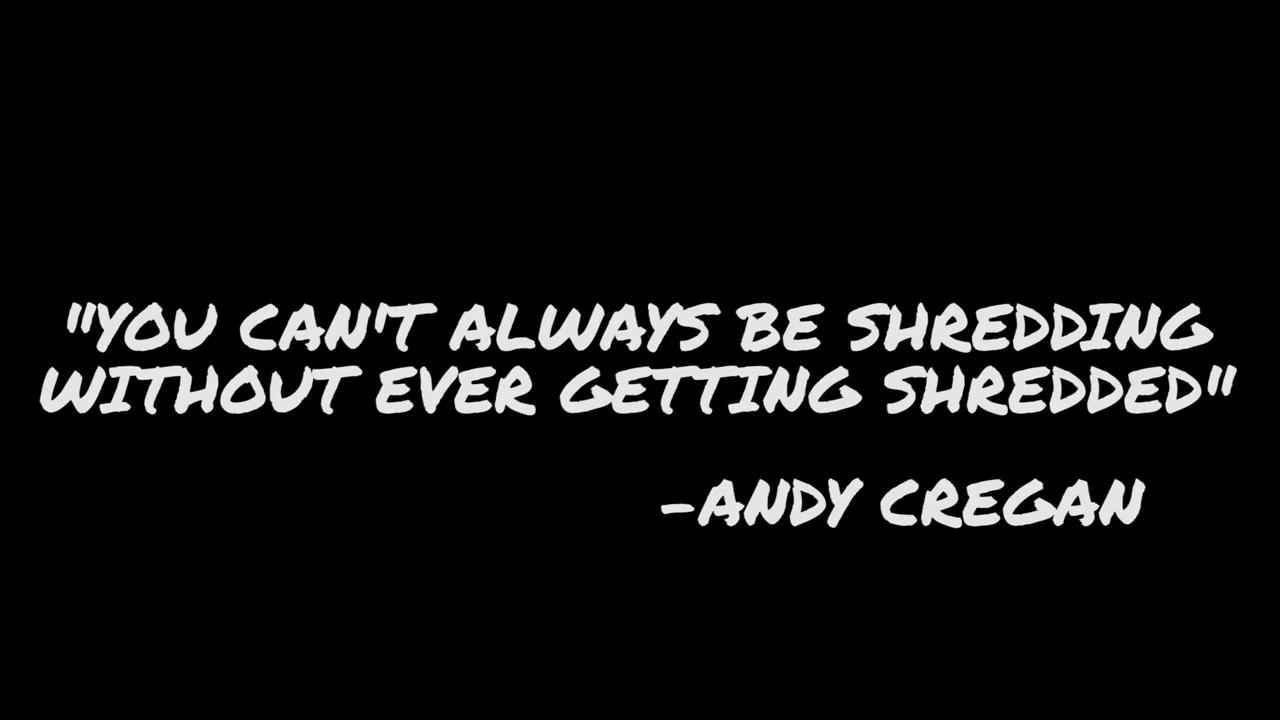 "YOU CAN'T ALWAYS BE SHREDDING
WITHOUT EVER GETTING SHREDDED"
-ANDY CREGAN